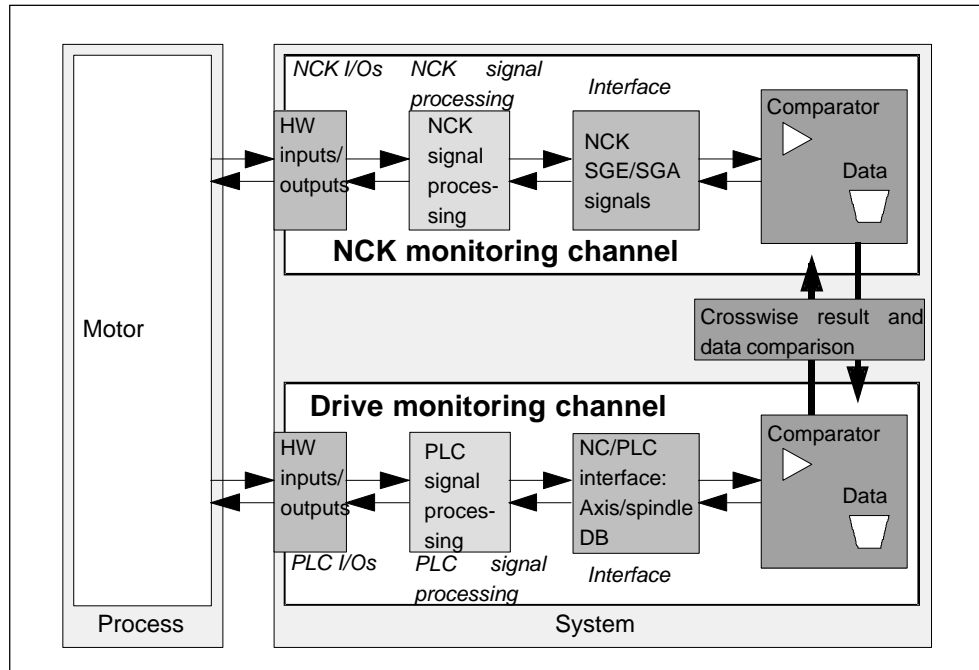 NCK I/Os NCK signal
processing
Interface
HW
inputs/
outputs
NCK
signal
proces-
sing
NCK
SGE/SGA
signals
Comparator
Data
NCK monitoring channel
Motor
Crosswise result and
data comparison
Drive monitoring channel
HW
inputs/
outputs
PLC
signal
proces-
sing
NC/PLC
interface:
Axis/spindle
DB
Comparator
Data
PLC I/Os PLC signal
processing
Interface
Process
System